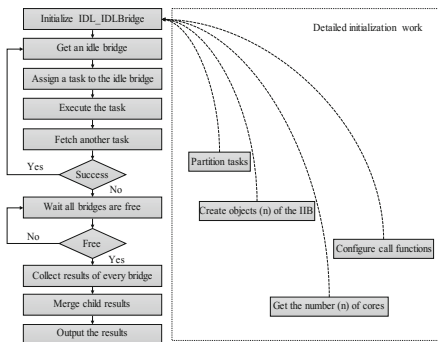 Initialize IDL_IDLBridge
Detailed initialization work
Get an idle bridge
Assign a task to the idle bridge
Execute the task
Fetch another task
Yes
Success
No
Wait all bridges are free
No
Free
Yes
Collect results of every bridge
Merge child results
Output the results
Partition tasks
Create objects (n) of the IIB
Configure call functions
Get the number (n) of cores